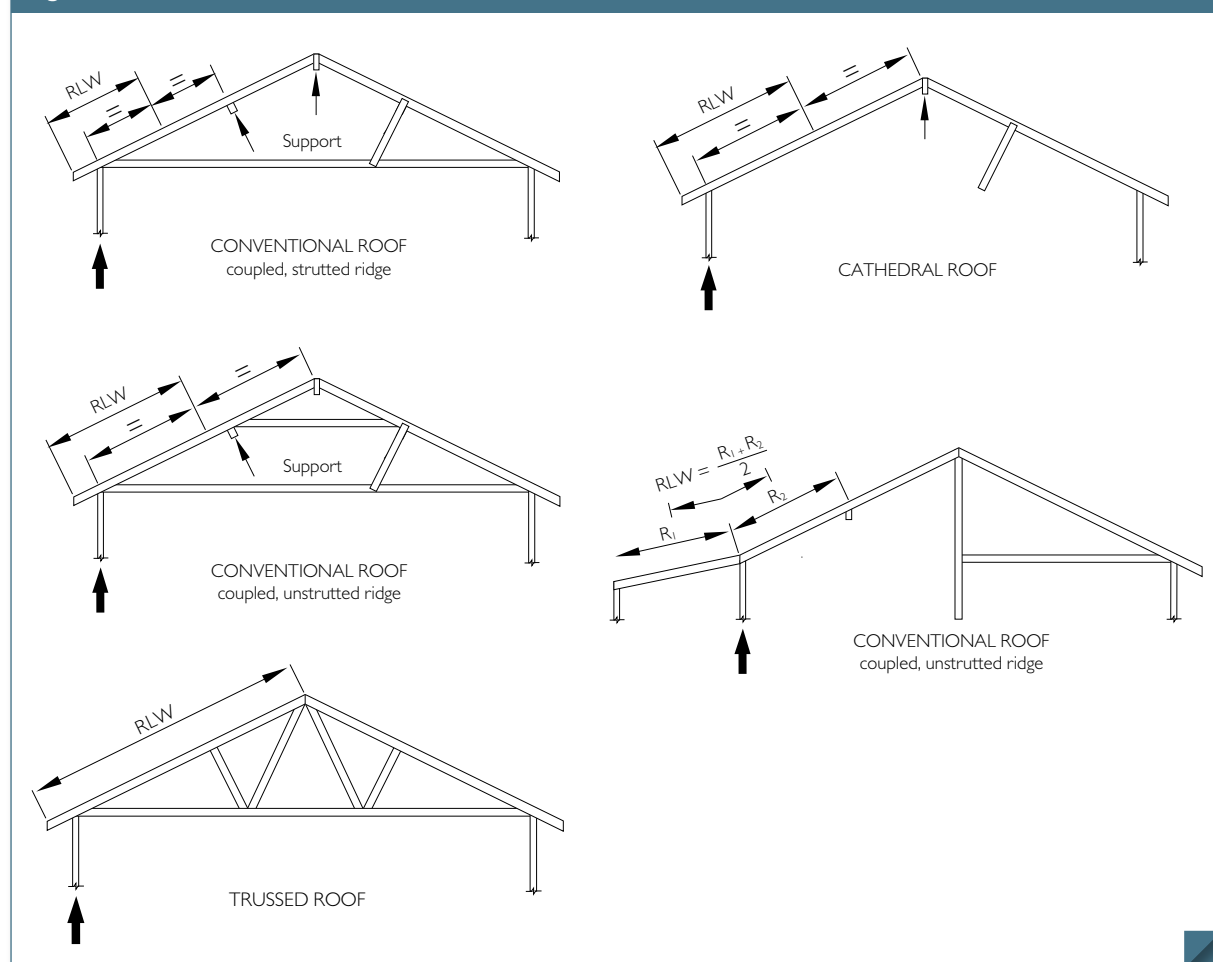 RLW
=
=
Support
CONVENTIONAL ROOF
coupled, strutted ridge
RLW
=
=
CATHEDRAL ROOF
RLW
=
=
Support
CONVENTIONAL ROOF
coupled, unstrutted ridge
RLW = R₁ + R₂
2
R₁
R₂
CONVENTIONAL ROOF
coupled, unstrutted ridge
RLW
TRUSSED ROOF